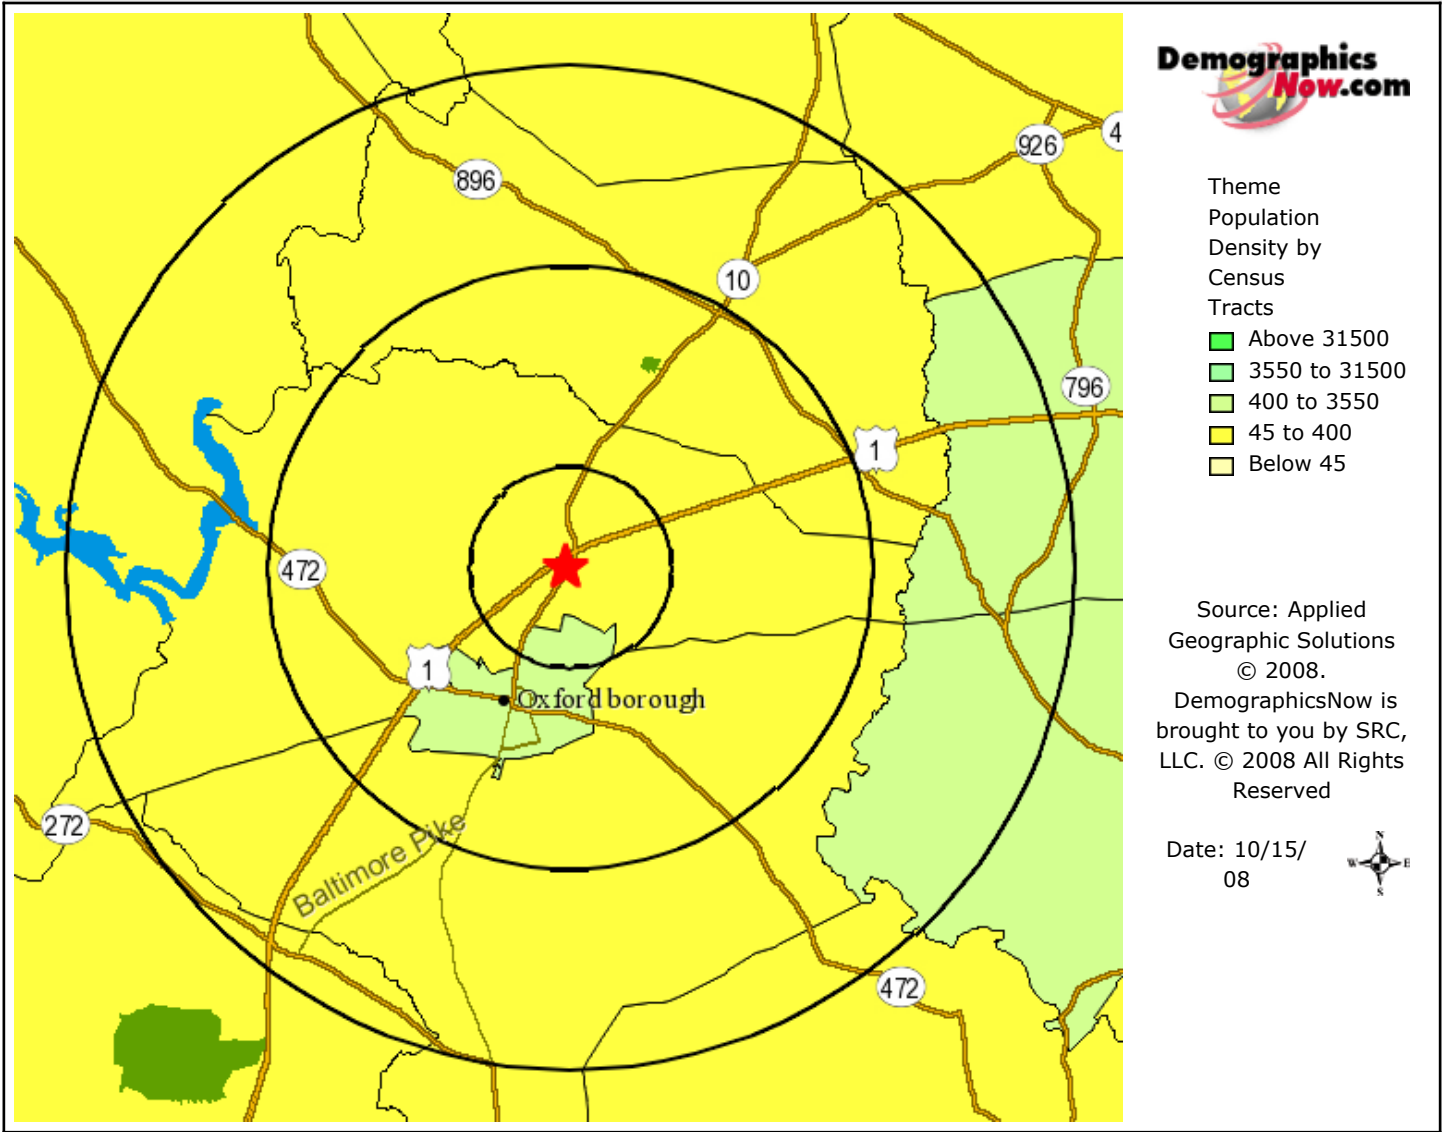 Demographics
Now.com
Theme
Population
Density by
Census
Tracts
Above 31500
3550 to 31500
400 to 3550
45 to 400
Below 45
Source: Applied
Geographic Solutions
© 2008.
DemographicsNow is
brought to you by SRC,
LLC. © 2008 All Rights
Reserved
Date: 10/15/
08
N
W E
S
4
926
896
10
796
1
472
1
Oxford borough
272
Baltimore Pike
472